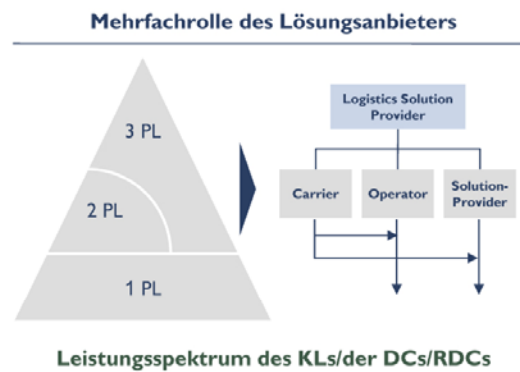 Mehrfachrolle des Lösungsanbieters
3 PL
2 PL
1 PL
Logistics Solution
Provider
Carrier
Operator
Solution-
Provider
Leistungsspektrum des KLs/der DCs/RDCs